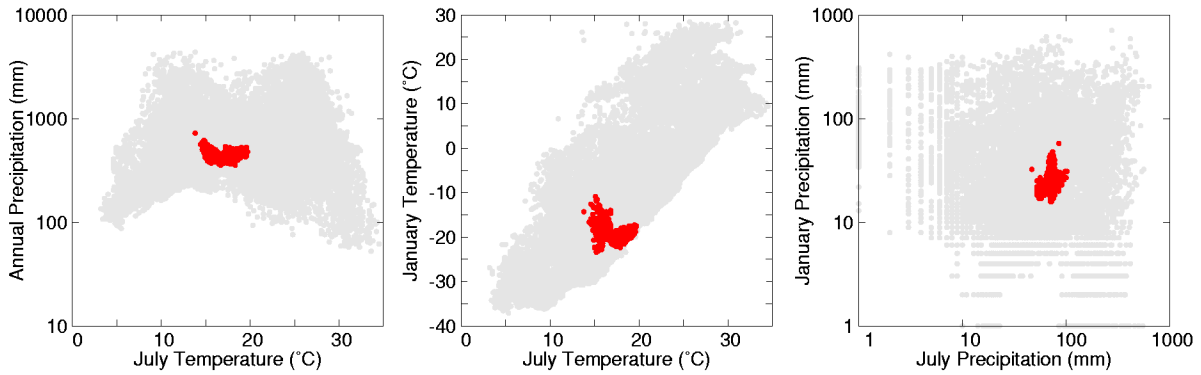 10000
1000
100
10
Annual Precipitation (mm)
0 10 20 30
July Temperature (˚C)
30
20
10
0
-10
-20
-30
-40
January Temperature (˚C)
0 10 20 30
July Temperature (˚C)
1000
100
10
1
January Precipitation (mm)
1 10 100 1000
July Precipitation (mm)